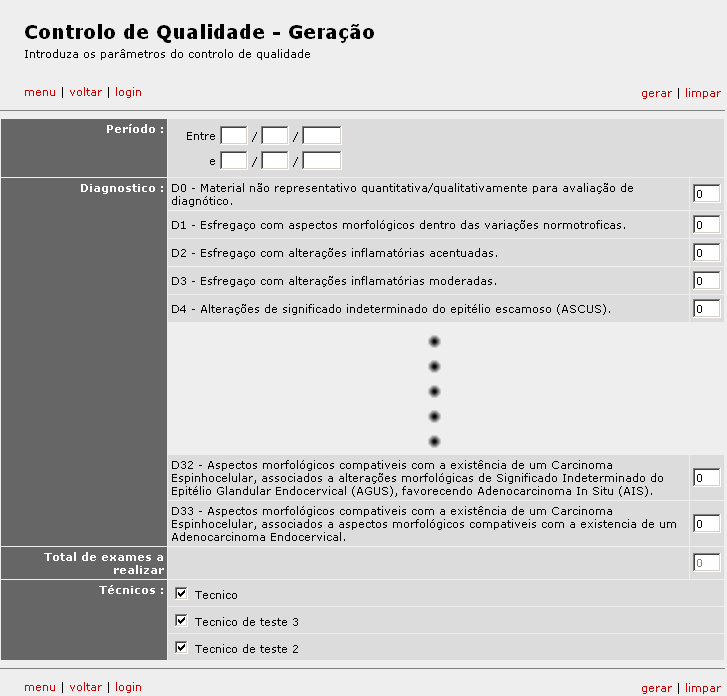 Controlo de Qualidade - Geração
Introduza os parâmetros do controlo de qualidade
menu | voltar | login
gerar | limpar
Período :
Entre / /
e / /
Diagnostico :
D0 - Material não representativo quantitativa/qualitativamente para avaliação de
diagnótico.
0
D1 - Esfregaço com aspectos morfológicos dentro das variações normotroficas.
0
D2 - Esfregaço com alterações inflamatórias acentuadas.
0
D3 - Esfregaço com alterações inflamatórias moderadas.
0
D4 - Alterações de significado indeterminado do epitélio escamoso (ASCUS).
0
D32 - Aspectos morfológicos compativeis com a existência de um Carcinoma
Espinhocelular, associados a alterações morfológicas de Significado Indeterminado do
Epitélio Glandular Endocervical (AGUS), favorecendo Adenocarcinoma In Situ (AIS).
0
D33 - Aspectos morfológicos compativeis com a existência de um Carcinoma
Espinhocelular, associados a aspectos morfológicos compativeis com a existencia de um
Adenocarcinoma Endocervical.
0
Total de exames a
realizar
0
Técnicos :
Tecnico
Tecnico de teste 3
Tecnico de teste 2
menu | voltar | login
gerar | limpar